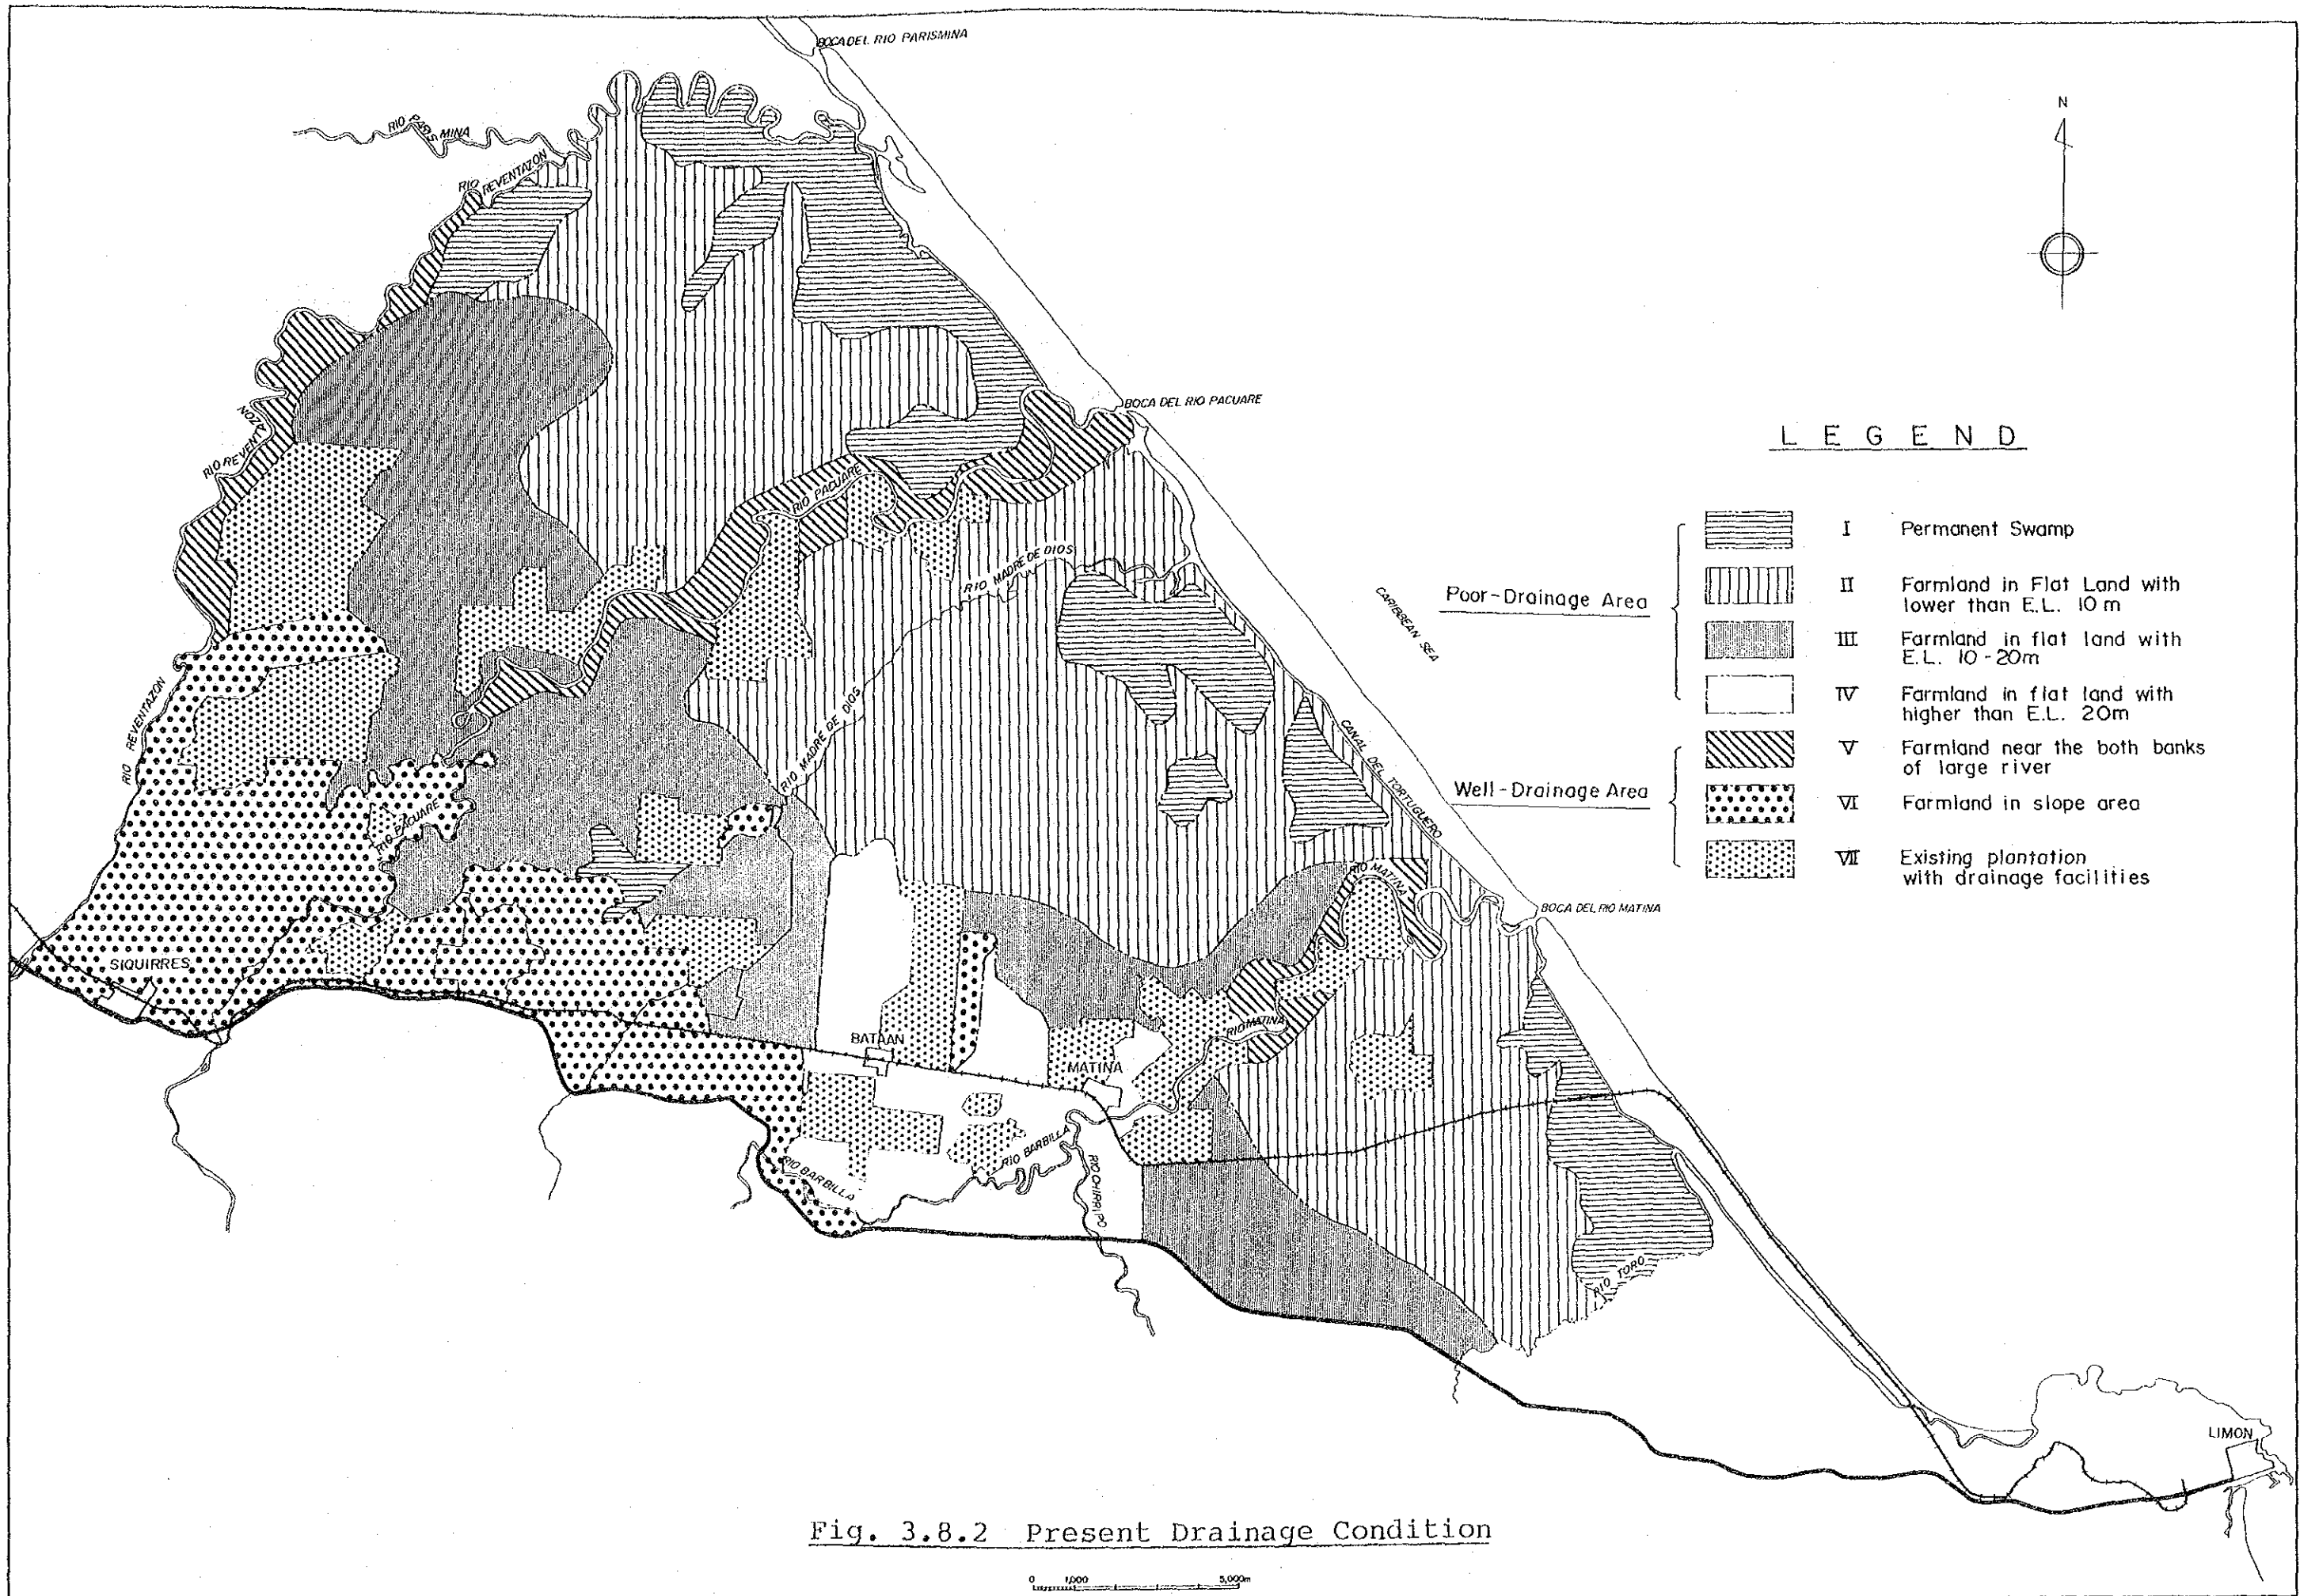 BOCA DEL RIO PARISMINA
N
RIO PARISMINA
RIO REVENTAZON
BOCA DEL RIO PACUARE
RIO REVENTAZON
RIO PACUARE
RIO MADRE DE DIOS
CARIBBEAN SEA
RIO REVENTAZON
RIO MADRE DE DIOS
CANAL DEL TORTUGUERO
RIO PACUARE
RIO MATINA
BOCA DEL RIO MATINA
SIQUIRRES
RIO MATINA
BATAAN
MATINA
RIO BARBILLA
RIO BARBILLA
RIO CHIRRIPO
RIO TORO
LIMON
LEGEND
Poor-Drainage Area
I Permanent Swamp
II Farmland in Flat Land with
lower than E.L. 10 m
III Farmland in flat land with
E.L. 10-20m
IV Farmland in flat land with
higher than E.L. 20m
Well-Drainage Area
V Farmland near the both banks
of large river
VI Farmland in slope area
VII Existing plantation
with drainage facilities
Fig. 3.8.2 Present Drainage Condition
0 1,000 5,000m